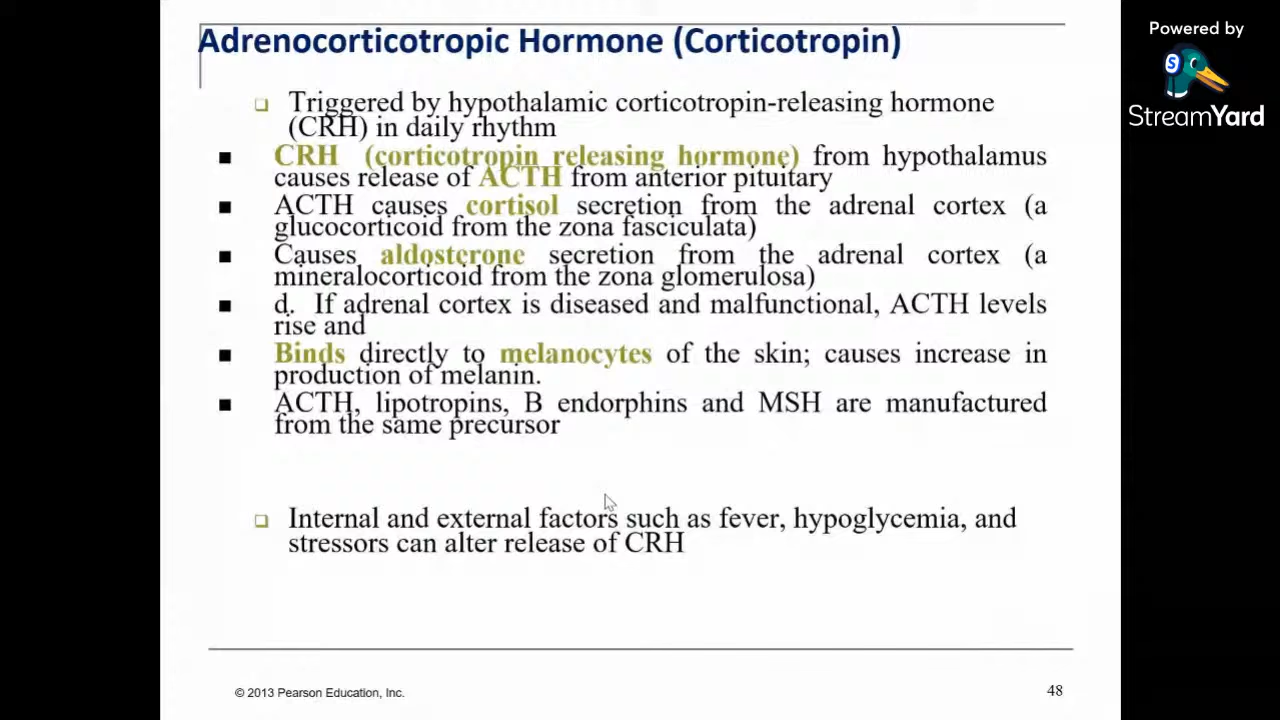 Adrenocorticotropic Hormone (Corticotropin)
Powered by
StreamYard
Triggered by hypothalamic corticotropin-releasing hormone
(CRH) in daily rhythm
CRH (corticotropin releasing hormone) from hypothalamus
causes release of ACTH from anterior pituitary
ACTH causes cortisol secretion from the adrenal cortex (a
glucocorticoid from the zona fasciculata)
Causes aldosterone secretion from the adrenal cortex (a
mineralocorticoid from the zona glomerulosa)
d. If adrenal cortex is diseased and malfunctional, ACTH levels
rise and
Binds directly to melanocytes of the skin; causes increase in
production of melanin.
ACTH, lipotropins, B endorphins and MSH are manufactured
from the same precursor
Internal and external factors such as fever, hypoglycemia, and
stressors can alter release of CRH
© 2013 Pearson Education, Inc.
48